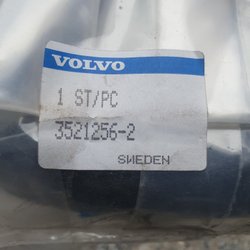 VOLVO
1 ST/PC
3521256-2
SWEDEN